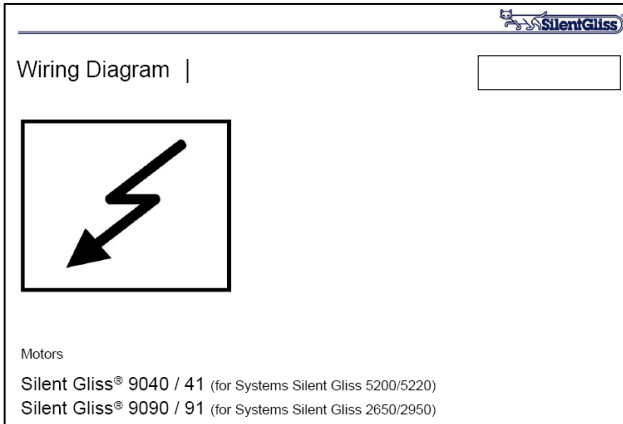 SilentGliss
Wiring Diagram |
Motors
Silent Gliss® 9040 / 41 (for Systems Silent Gliss 5200/5220)
Silent Gliss® 9090 / 91 (for Systems Silent Gliss 2650/2950)